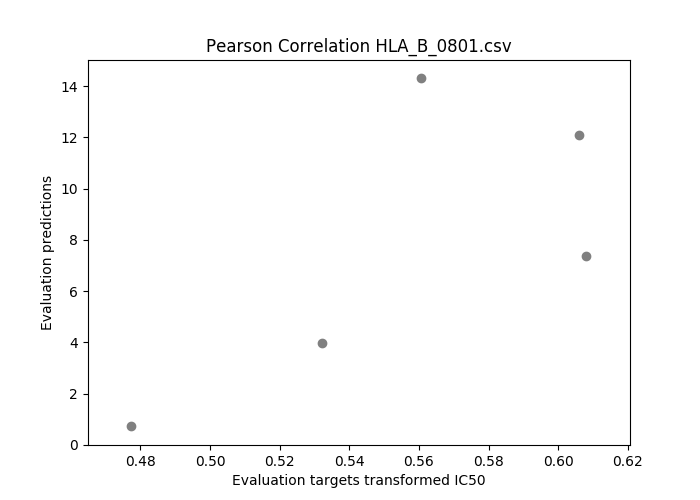 Pearson Correlation HLA_B_0801.csv
14
12
10
8
6
4
2
0
Evaluation predictions
0.48 0.50 0.52 0.54 0.56 0.58 0.60 0.62
Evaluation targets transformed IC50